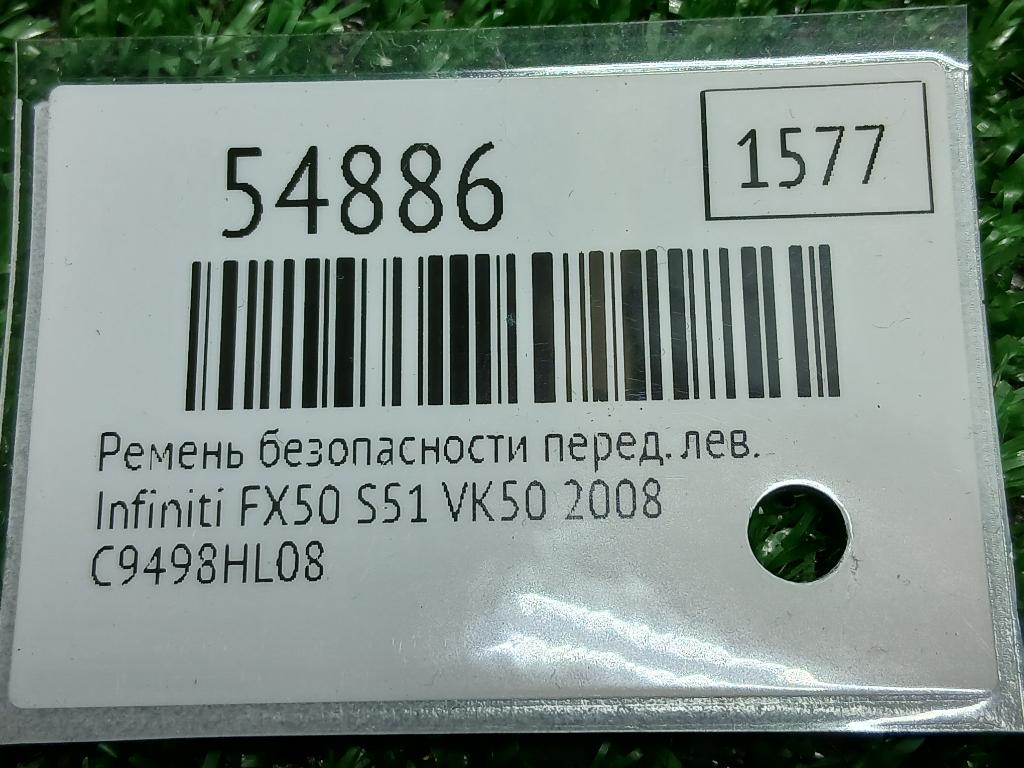 54886
1577
Ремень безопасности перед. лев.
Infiniti FX50 S51 VK50 2008
C9498HL08